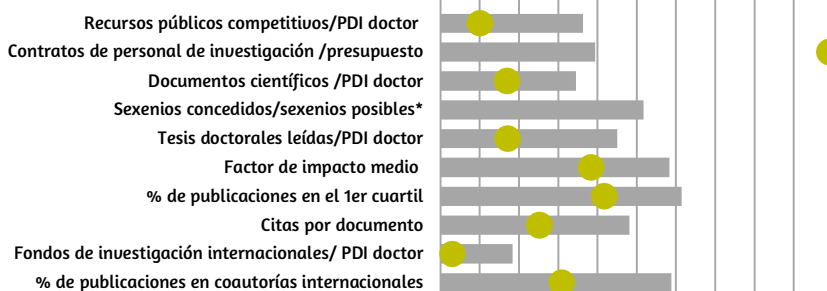 Recursos públicos competitivos/PDI doctor
Contratos de personal de investigación /presupuesto
Documentos científicos /PDI doctor
Sexenios concedidos/sexenios posibles*
Tesis doctorales leídas/PDI doctor
Factor de impacto medio
% de publicaciones en el 1er cuartil
Citas por documento
Fondos de investigación internacionales/ PDI doctor
% de publicaciones en coautorías internacionales